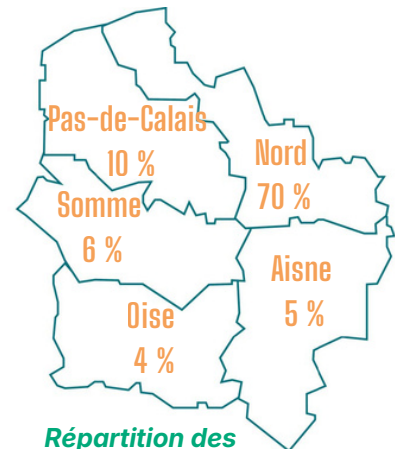 Pas-de-Calais
10 %
Nord
70 %
Somme
6 %
Aisne
5 %
Oise
4 %
Répartition des